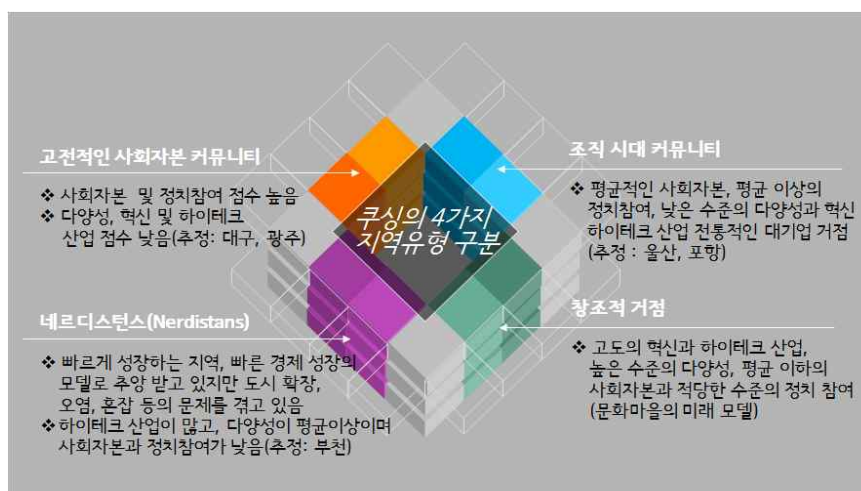 고전적인 사회자본 커뮤니티
❖ 사회자본 및 정치참여 점수 높음
❖ 다양성, 혁신 및 하이테크
산업 점수 낮음(추정: 대구, 광주)
조직 시대 커뮤니티
❖ 평균적인 사회자본, 평균 이상의
정치참여, 낮은 수준의 다양성과 혁신
하이테크 산업 전통적인 대기업 거점
(추정 : 울산, 포항)
쿠싱의 4가지
지역유형 구분
네르디스턴스(Nerdistans)
❖ 빠르게 성장하는 지역, 빠른 경제 성장의
모델로 추앙 받고 있지만 도시 확장,
오염, 혼잡 등의 문제를 겪고 있음
❖하이테크 산업이 많고, 다양성이 평균이상이며
사회자본과 정치참여가 낮음(추정: 부천)
창조적 거점
❖ 고도의 혁신과 하이테크 산업,
높은 수준의 다양성, 평균 이하의
사회자본과 적당한 수준의 정치 참여
(문화마을의 미래 모델)